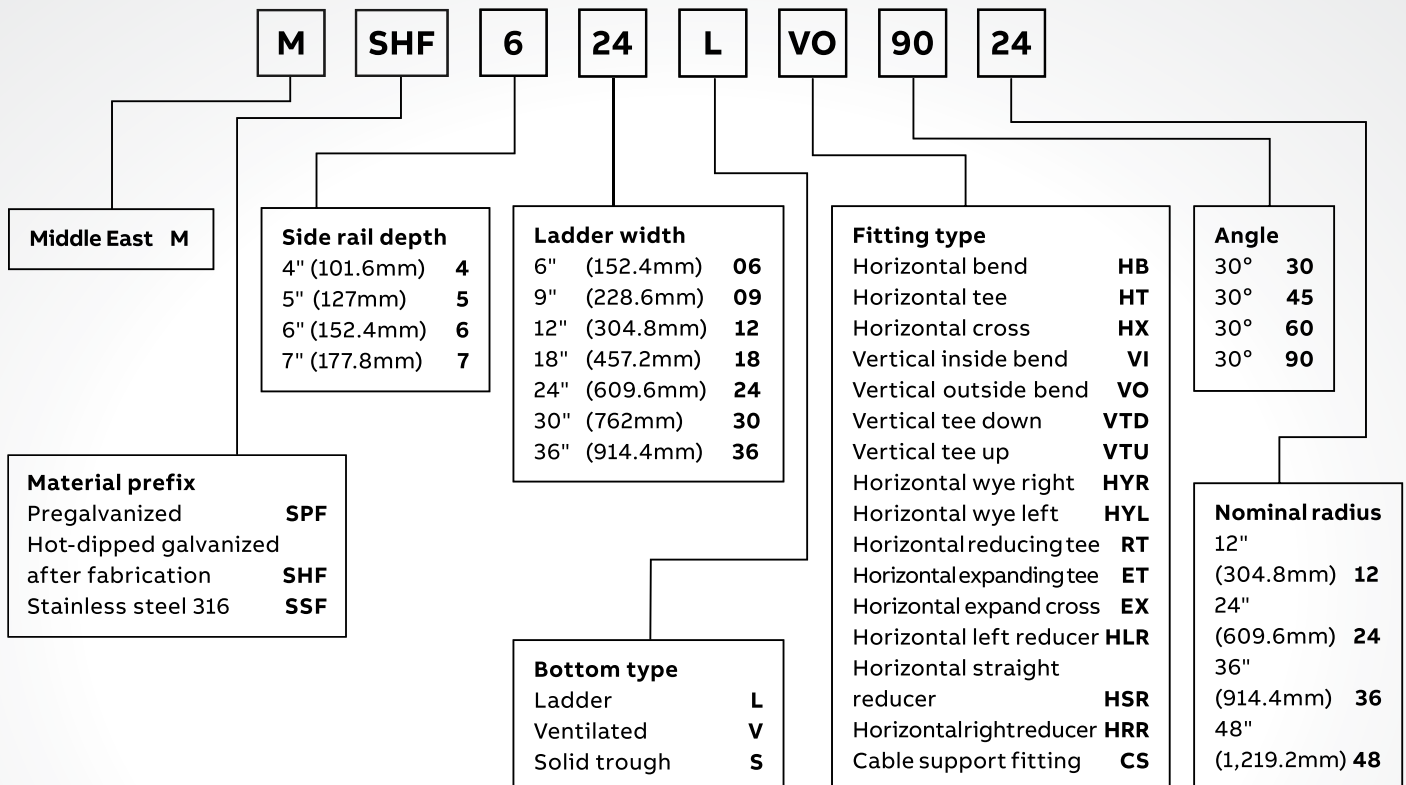 M SHF 6 24 L VO 90 24
Middle East M
Side rail depth
4" (101.6mm) 4
5" (127mm) 5
6" (152.4mm) 6
7" (177.8mm) 7
Ladder width
6" (152.4mm) 06
9" (228.6mm) 09
12" (304.8mm) 12
18" (457.2mm) 18
24" (609.6mm) 24
30" (762mm) 30
36" (914.4mm) 36
Fitting type
Horizontal bend HB
Horizontal tee HT
Horizontal cross HX
Vertical inside bend VI
Vertical outside bend VO
Vertical tee down VTD
Vertical tee up VTU
Horizontal wye right HYR
Horizontal wye left HYL
Horizontal reducing tee RT
Horizontal expanding tee ET
Horizontal expand cross EX
Horizontal left reducer HLR
Horizontal straight
reducer HSR
Horizontal right reducer HRR
Cable support fitting CS
Angle
30° 30
30° 45
30° 60
30° 90
Material prefix
Pregalvanized SPF
Hot-dipped galvanized
after fabrication SHF
Stainless steel 316 SSF
Bottom type
Ladder L
Ventilated V
Solid trough S
Nominal radius
12"
(304.8mm) 12
24"
(609.6mm) 24
36"
(914.4mm) 36
48"
(1,219.2mm) 48